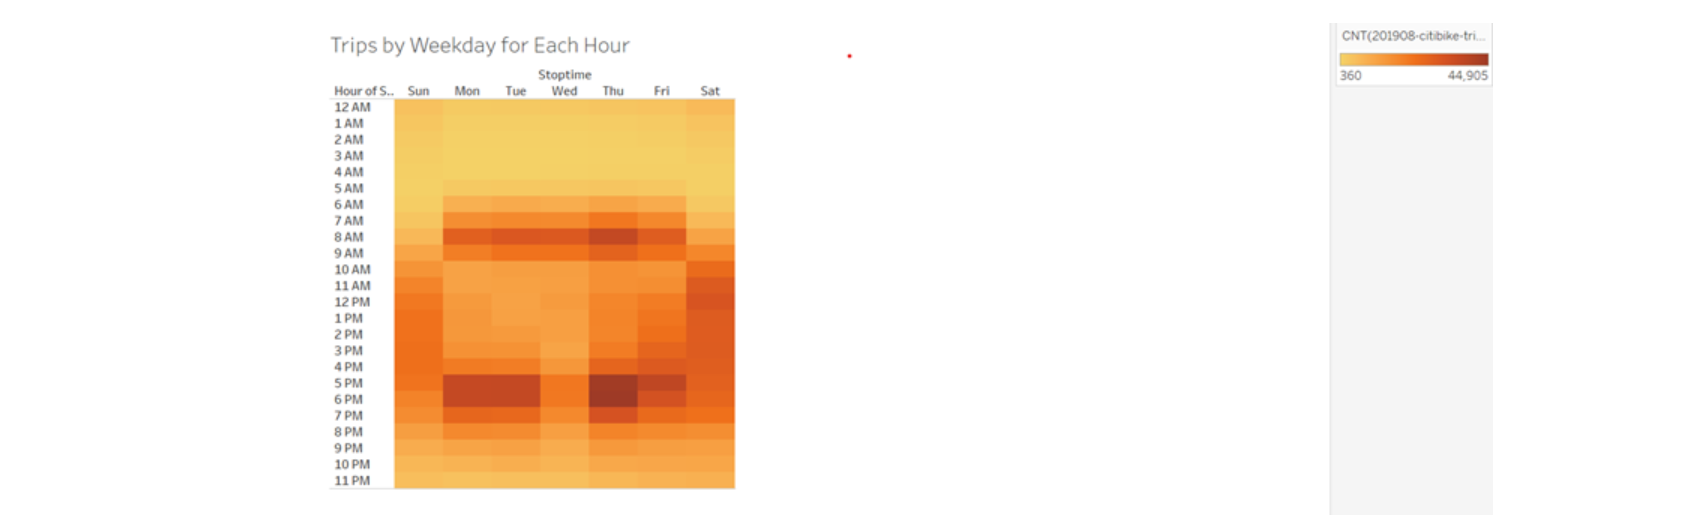 Trips by Weekday for Each Hour
Stoptime
Hour of S.. Sun Mon Tue Wed Thu Fri Sat
12 AM
1 AM
2 AM
3 AM
4 AM
5 AM
6 AM
7 AM
8 AM
9 AM
10 AM
11 AM
12 PM
1 PM
2 PM
3 PM
4 PM
5 PM
6 PM
7 PM
8 PM
9 PM
10 PM
11 PM
CNT(201908-citibike-tri...
360 44,905